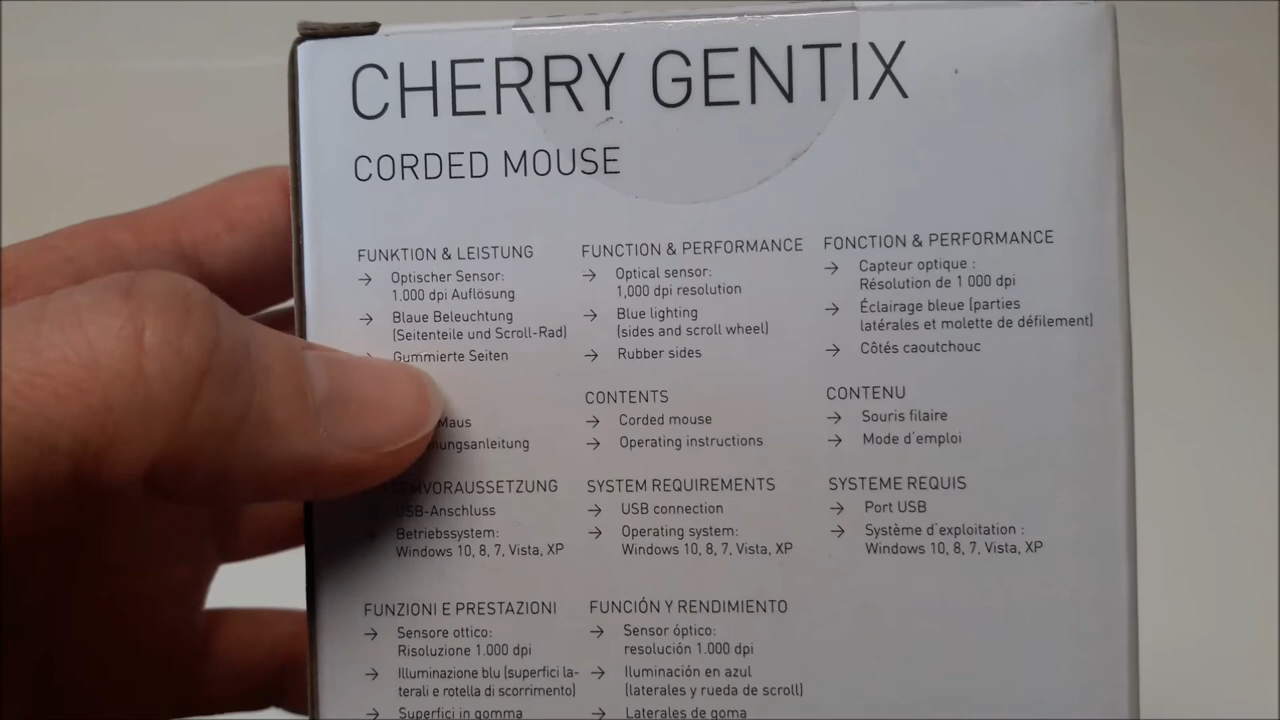 CHERRY GENTIX
CORDED MOUSE
FUNKTION & LEISTUNG
→ Optischer Sensor:
1.000 dpi Auflösung
→ Blaue Beleuchtung
(Seitenteile und Scroll-Rad)
Gummierte Seiten
Maus
USB-Anschluss
Betriebssystem:
Windows 10, 8, 7, Vista, XP
FUNCTION & PERFORMANCE
→ Optical sensor:
1,000 dpi resolution
→ Blue lighting
(sides and scroll wheel)
→ Rubber sides
CONTENTS
→ Corded mouse
→ Operating instructions
SYSTEM REQUIREMENTS
→ USB connection
→ Operating system:
Windows 10, 8, 7, Vista, XP
FONCTION & PERFORMANCE
→ Capteur optique :
Résolution de 1 000 dpi
→ Éclairage bleue (parties
latérales et molette de défilement)
→ Côtés caoutchouc
CONTENU
→ Souris filaire
→ Mode d'emploi
SYSTEME REQUIS
→ Port USB
→ Système d'exploitation :
Windows 10, 8, 7, Vista, XP
FUNZIONI E PRESTAZIONI
→ Sensore ottico:
Risoluzione 1.000 dpi
→ Illuminazione blu (superfici la-
terali e rotella di scorrimento)
→ Superfici in gomma
FUNCIÓN Y RENDIMIENTO
→ Sensor óptico:
resolución 1.000 dpi
→ Iluminación en azul
(laterales y rueda de scroll)
→ Laterales de goma